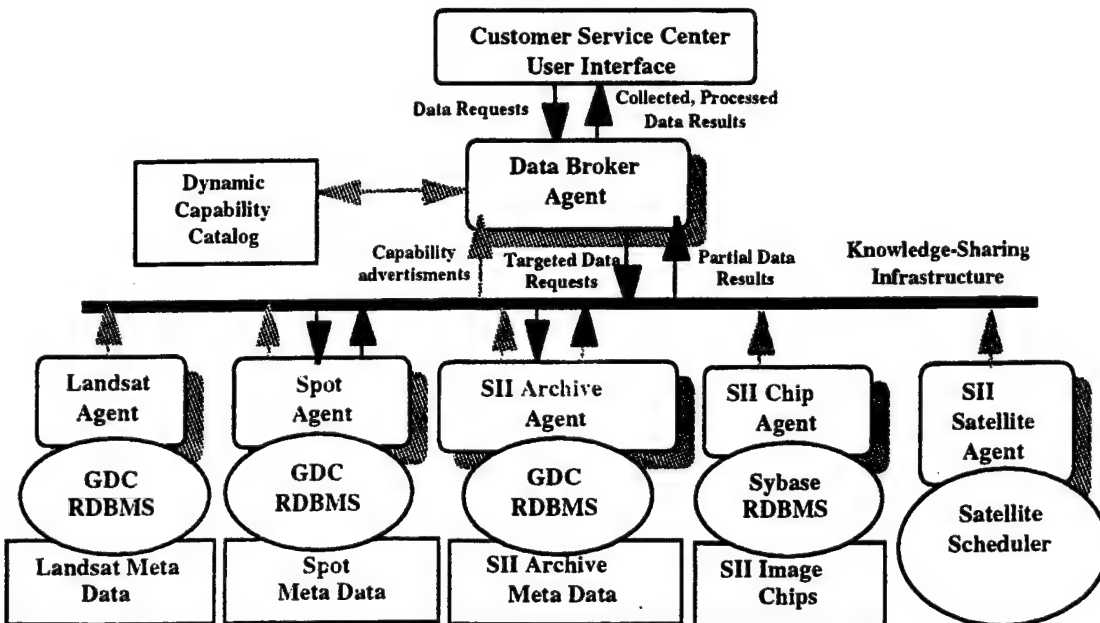 Customer Service Center
User Interface
Data Requests
Collected, Processed
Data Results
Data Broker
Agent
Dynamic
Capability
Catalog
Capability
advertisments
Targeted Data
Requests
Partial Data
Results
Knowledge-Sharing
Infrastructure
Landsat
Agent
Spot
Agent
SII Archive
Agent
SII Chip
Agent
SII
Satellite
Agent
GDC
RDBMS
GDC
RDBMS
GDC
RDBMS
Sybase
RDBMS
Satellite
Scheduler
Landsat Meta
Data
Spot
Meta Data
SII Archive
Meta Data
SII Image
Chips